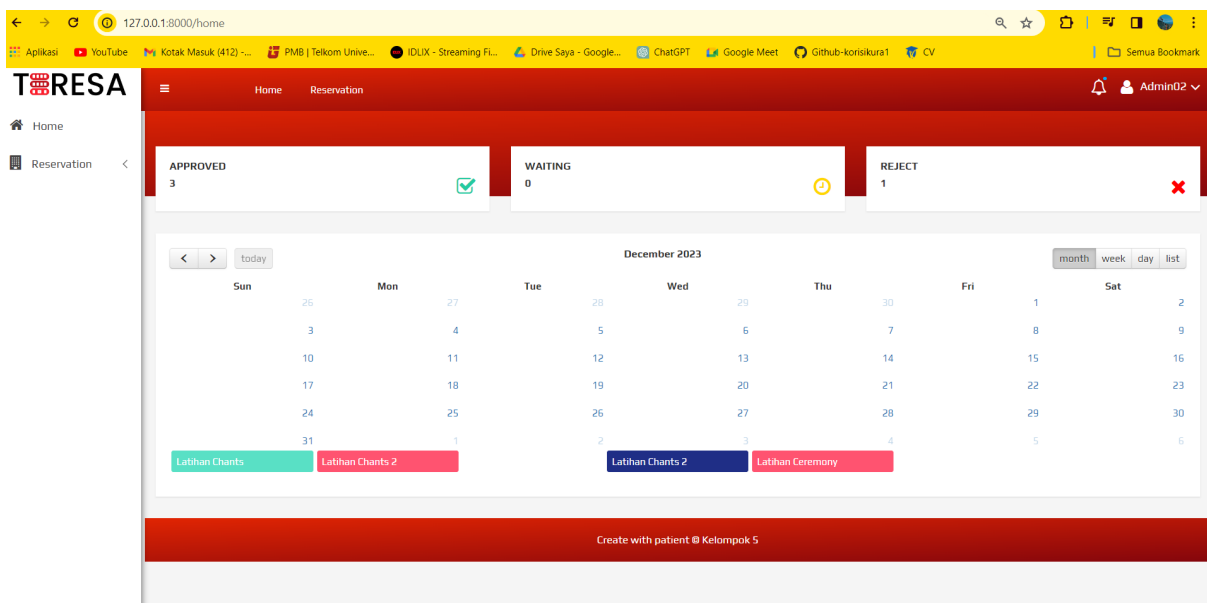 127.0.0.1:8000/home
Aplikasi YouTube Kotak Masuk (412) -... PMB | Telkom Unive... IDLIX - Streaming Fi... Drive Saya - Google... ChatGPT Google Meet Github-korisikura1 CV Semua Bookmark
TERESA
Home Reservation Admin02
Home
Reservation
APPROVED
3
WAITING
0
REJECT
1
today December 2023 month week day list
Sun Mon Tue Wed Thu Fri Sat
26 27 28 29 30 1 2
3 4 5 6 7 8 9
10 11 12 13 14 15 16
17 18 19 20 21 22 23
24 25 26 27 28 29 30
31 1 2 3 4 5 6
Latihan Chants Latihan Chants 2 Latihan Chants 2 Latihan Ceremony
Create with patient @ Kelompok 5